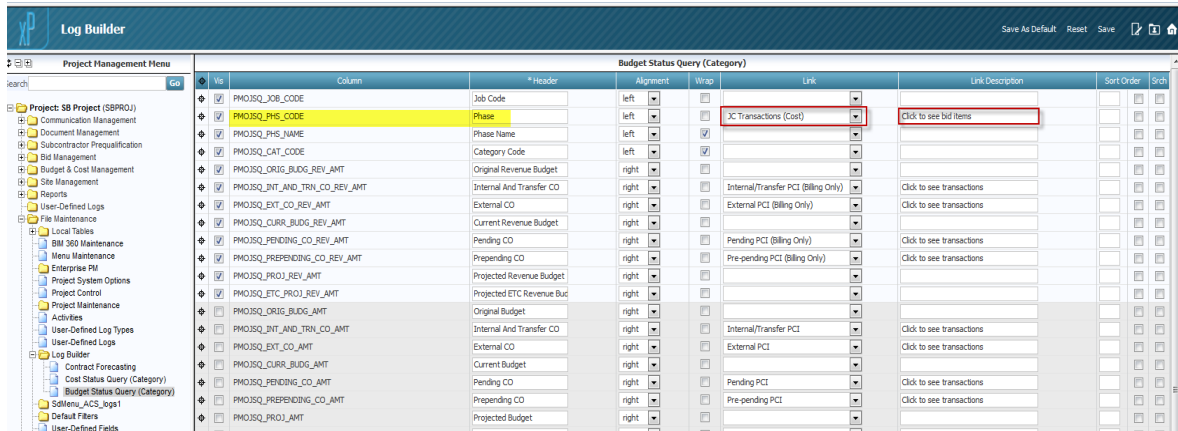 xP Log Builder Save As Default Reset Save
Project Management Menu
Search Go
Project: SB Project (SBPROJ)
Communication Management
Document Management
Subcontractor Prequalification
Bid Management
Budget & Cost Management
Site Management
Reports
User-Defined Logs
File Maintenance
Local Tables
BIM 360 Maintenance
Menu Maintenance
Enterprise PM
Project System Options
Project Control
Project Maintenance
Activities
User-Defined Log Types
User-Defined Logs
Log Builder
Contract Forecasting
Cost Status Query (Category)
Budget Status Query (Category)
SdMenu_ACS_logs1
Default Filters
User-Defined Fields
Budget Status Query (Category)
Vis Column *Header Alignment Wrap Link Link Description Sort Order Srch
PMOJSQ_JOB_CODE Job Code left
PMOJSQ_PHS_CODE Phase left JC Transactions (Cost) Click to see bid items
PMOJSQ_PHS_NAME Phase Name left
PMOJSQ_CAT_CODE Category Code left
PMOJSQ_ORIG_BUDG_REV_AMT Original Revenue Budget right
PMOJSQ_INT_AND_TRN_CO_REV_AMT Internal And Transfer CO right Internal/Transfer PCI (Billing Only) Click to see transactions
PMOJSQ_EXT_CO_REV_AMT External CO right External PCI (Billing Only) Click to see transactions
PMOJSQ_CURR_BUDG_REV_AMT Current Revenue Budget right
PMOJSQ_PENDING_CO_REV_AMT Pending CO right Pending PCI (Billing Only) Click to see transactions
PMOJSQ_PREPENDING_CO_REV_AMT Prepending CO right Pre-pending PCI (Billing Only) Click to see transactions
PMOJSQ_PROJ_REV_AMT Projected Revenue Budget right
PMOJSQ_ETC_PROJ_REV_AMT Projected ETC Revenue Bud right
PMOJSQ_ORIG_BUDG_AMT Original Budget right
PMOJSQ_INT_AND_TRN_CO_AMT Internal And Transfer CO right Internal/Transfer PCI Click to see transactions
PMOJSQ_EXT_CO_AMT External CO right External PCI Click to see transactions
PMOJSQ_CURR_BUDG_AMT Current Budget right
PMOJSQ_PENDING_CO_AMT Pending CO right Pending PCI Click to see transactions
PMOJSQ_PREPENDING_CO_AMT Prepending CO right Pre-pending PCI Click to see transactions
PMOJSQ_PROJ_AMT Projected Budget right